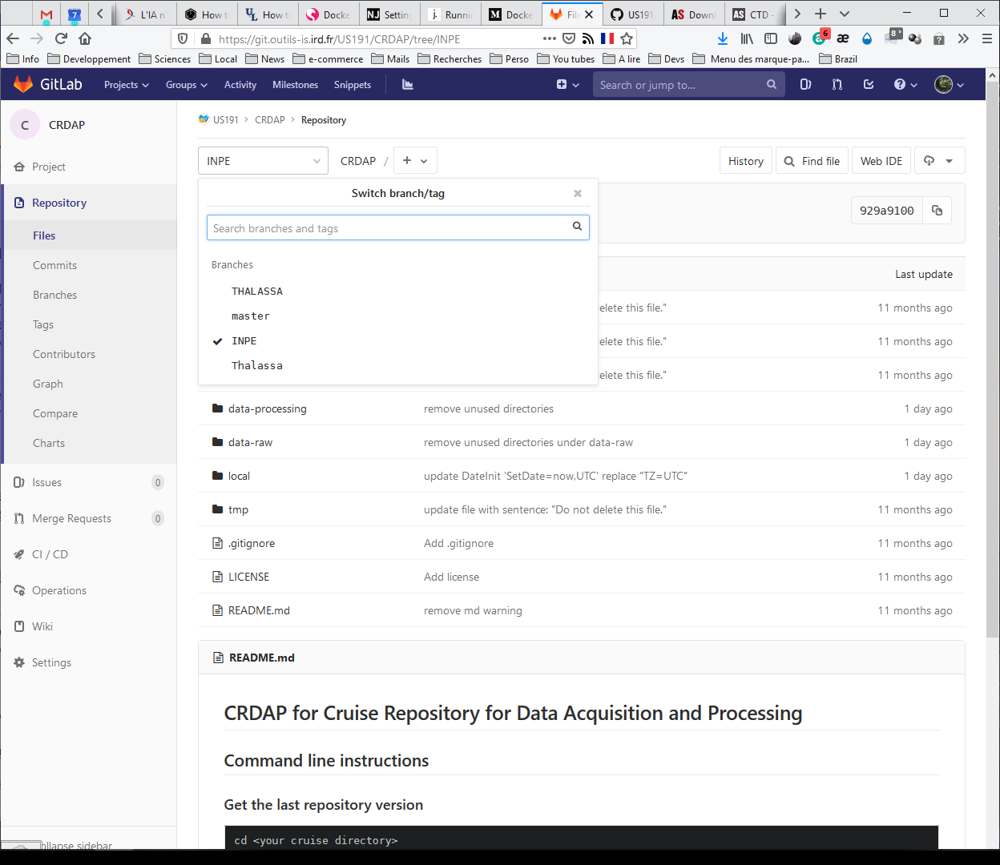 L'IA n'
How to
How to
Docke
Setting
Runni
Docke
File
US191
Downl
CTD -
https://git.outils-is.ird.fr/US191/CRDAP/tree/INPE
6
8°
Info Developpement Sciences Local News e-commerce Mails Recherches Perso You tubes A lire Devs Menu des marque-pa... Brazil
GitLab Projects Groups Activity Milestones Snippets Search or jump to...
C CRDAP
US191 > CRDAP > Repository
Project
Repository
Files
Commits
Branches
Tags
Contributors
Graph
Compare
Charts
Issues 0
Merge Requests 0
CI / CD
Operations
Wiki
Settings
ollapse sidebar
INPE CRDAP / + History Find file Web IDE
Switch branch/tag
Search branches and tags
Branches
THALASSA
master
INPE
Thalassa
929a9100
Last update
elete this file." 11 months ago
elete this file." 11 months ago
elete this file." 11 months ago
data-processing remove unused directories 1 day ago
data-raw remove unused directories under data-raw 1 day ago
local update DateInit 'SetDate=now,UTC' replace "TZ=UTC" 1 day ago
tmp update file with sentence: "Do not delete this file." 11 months ago
.gitignore Add .gitignore 11 months ago
LICENSE Add license 11 months ago
README.md remove md warning 11 months ago
README.md
CRDAP for Cruise Repository for Data Acquisition and Processing
Command line instructions
Get the last repository version
cd <your cruise directory>